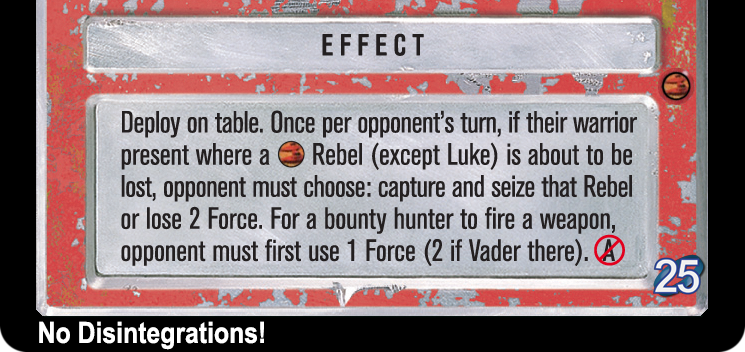 EFFECT
Deploy on table. Once per opponent's turn, if their warrior
present where a Rebel (except Luke) is about to be
lost, opponent must choose: capture and seize that Rebel
or lose 2 Force. For a bounty hunter to fire a weapon,
opponent must first use 1 Force (2 if Vader there). A
25
No Disintegrations!